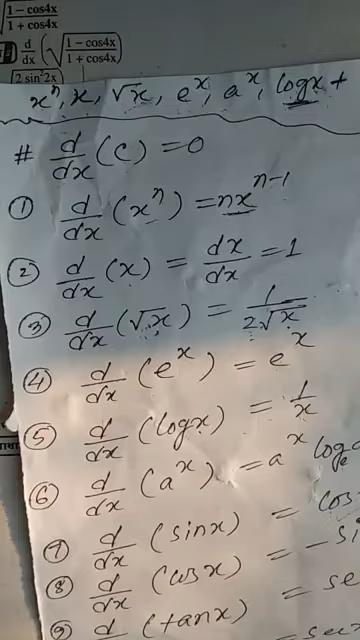 √(1 − cos4x)/(1 + cos4x)
d/dx (√(1 − cos4x)/(1 + cos4x))
2 sin²2x
xⁿ, x, √x, eˣ, aˣ, logx +
# d/dx (c) = 0
① d/dx (xⁿ) = nxⁿ⁻¹
② d/dx (x) = dx/dx = 1
③ d/dx (√x) = 1/2√x
④ d/dx (eˣ) = eˣ
⑤ d/dx (logx) = 1/x
⑥ d/dx (aˣ) = aˣ log
⑦ d/dx (sinx) = cos
⑧ d/dx (cosx) = −si
⑨ d (tanx) = se